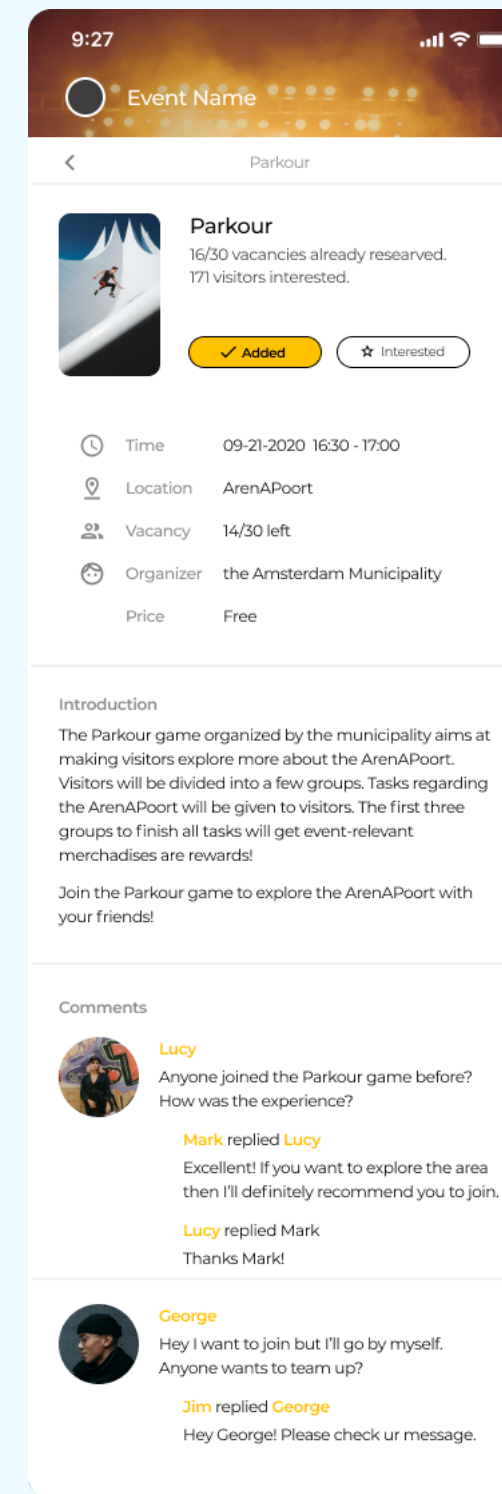 9:27
Event Name
Parkour
Parkour
16/30 vacancies already researved.
171 visitors interested.
Added
Interested
Time 09-21-2020 16:30 - 17:00
Location ArenAPoort
Vacancy 14/30 left
Organizer the Amsterdam Municipality
Price Free
Introduction
The Parkour game organized by the municipality aims at
making visitors explore more about the ArenAPoort.
Visitors will be divided into a few groups. Tasks regarding
the ArenAPoort will be given to visitors. The first three
groups to finish all tasks will get event-relevant
merchadises are rewards!
Join the Parkour game to explore the ArenAPoort with
your friends!
Comments
Lucy
Anyone joined the Parkour game before?
How was the experience?
Mark replied Lucy
Excellent! If you want to explore the area
then I'll definitely recommend you to join.
Lucy replied Mark
Thanks Mark!
George
Hey I want to join but I'll go by myself.
Anyone wants to team up?
Jim replied George
Hey George! Please check ur message.